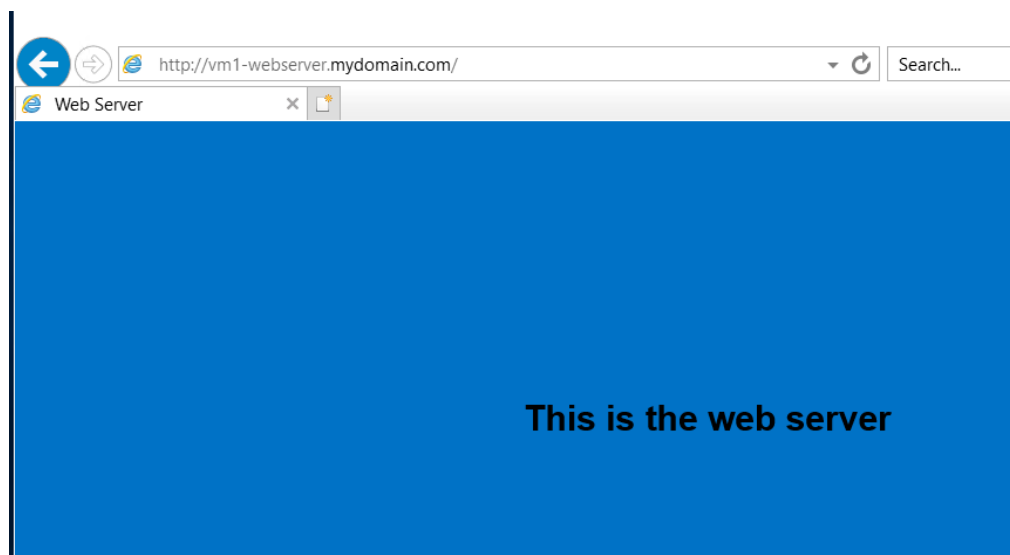 http://vm1-webserver.mydomain.com/
Search...
Web Server
This is the web server